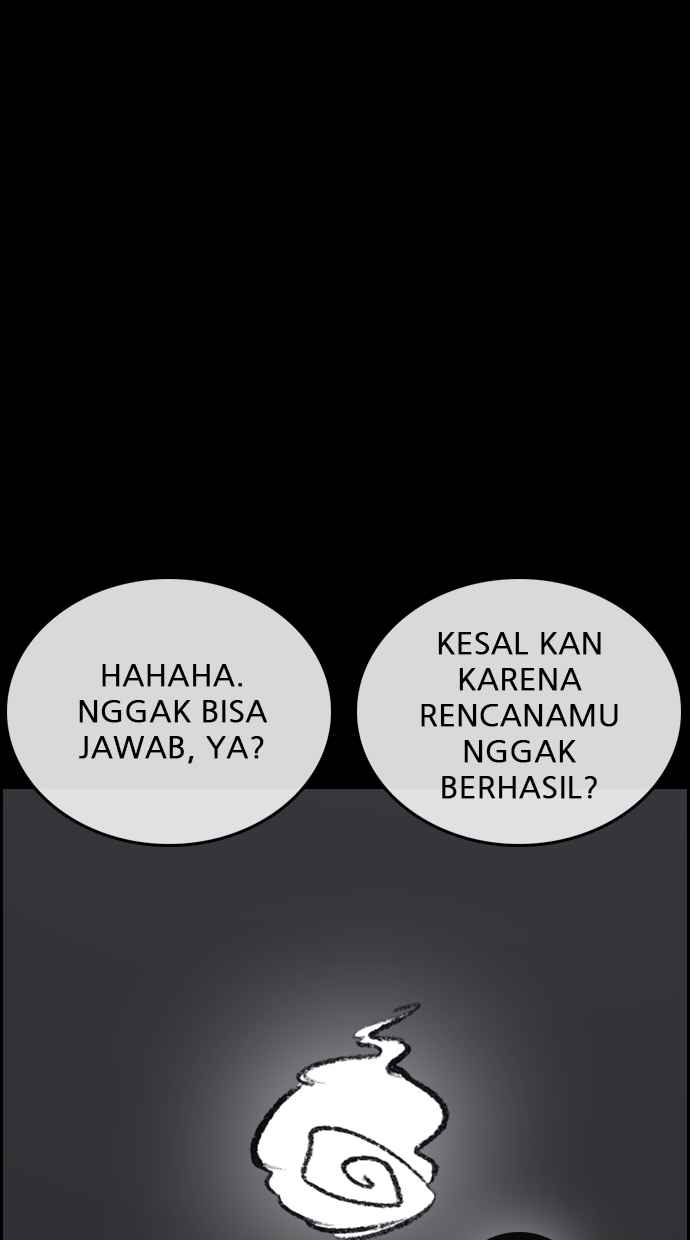 HAHAHA.
NGGAK BISA
JAWAB, YA?
KESAL KAN
KARENA
RENCANAMU
NGGAK
BERHASIL?